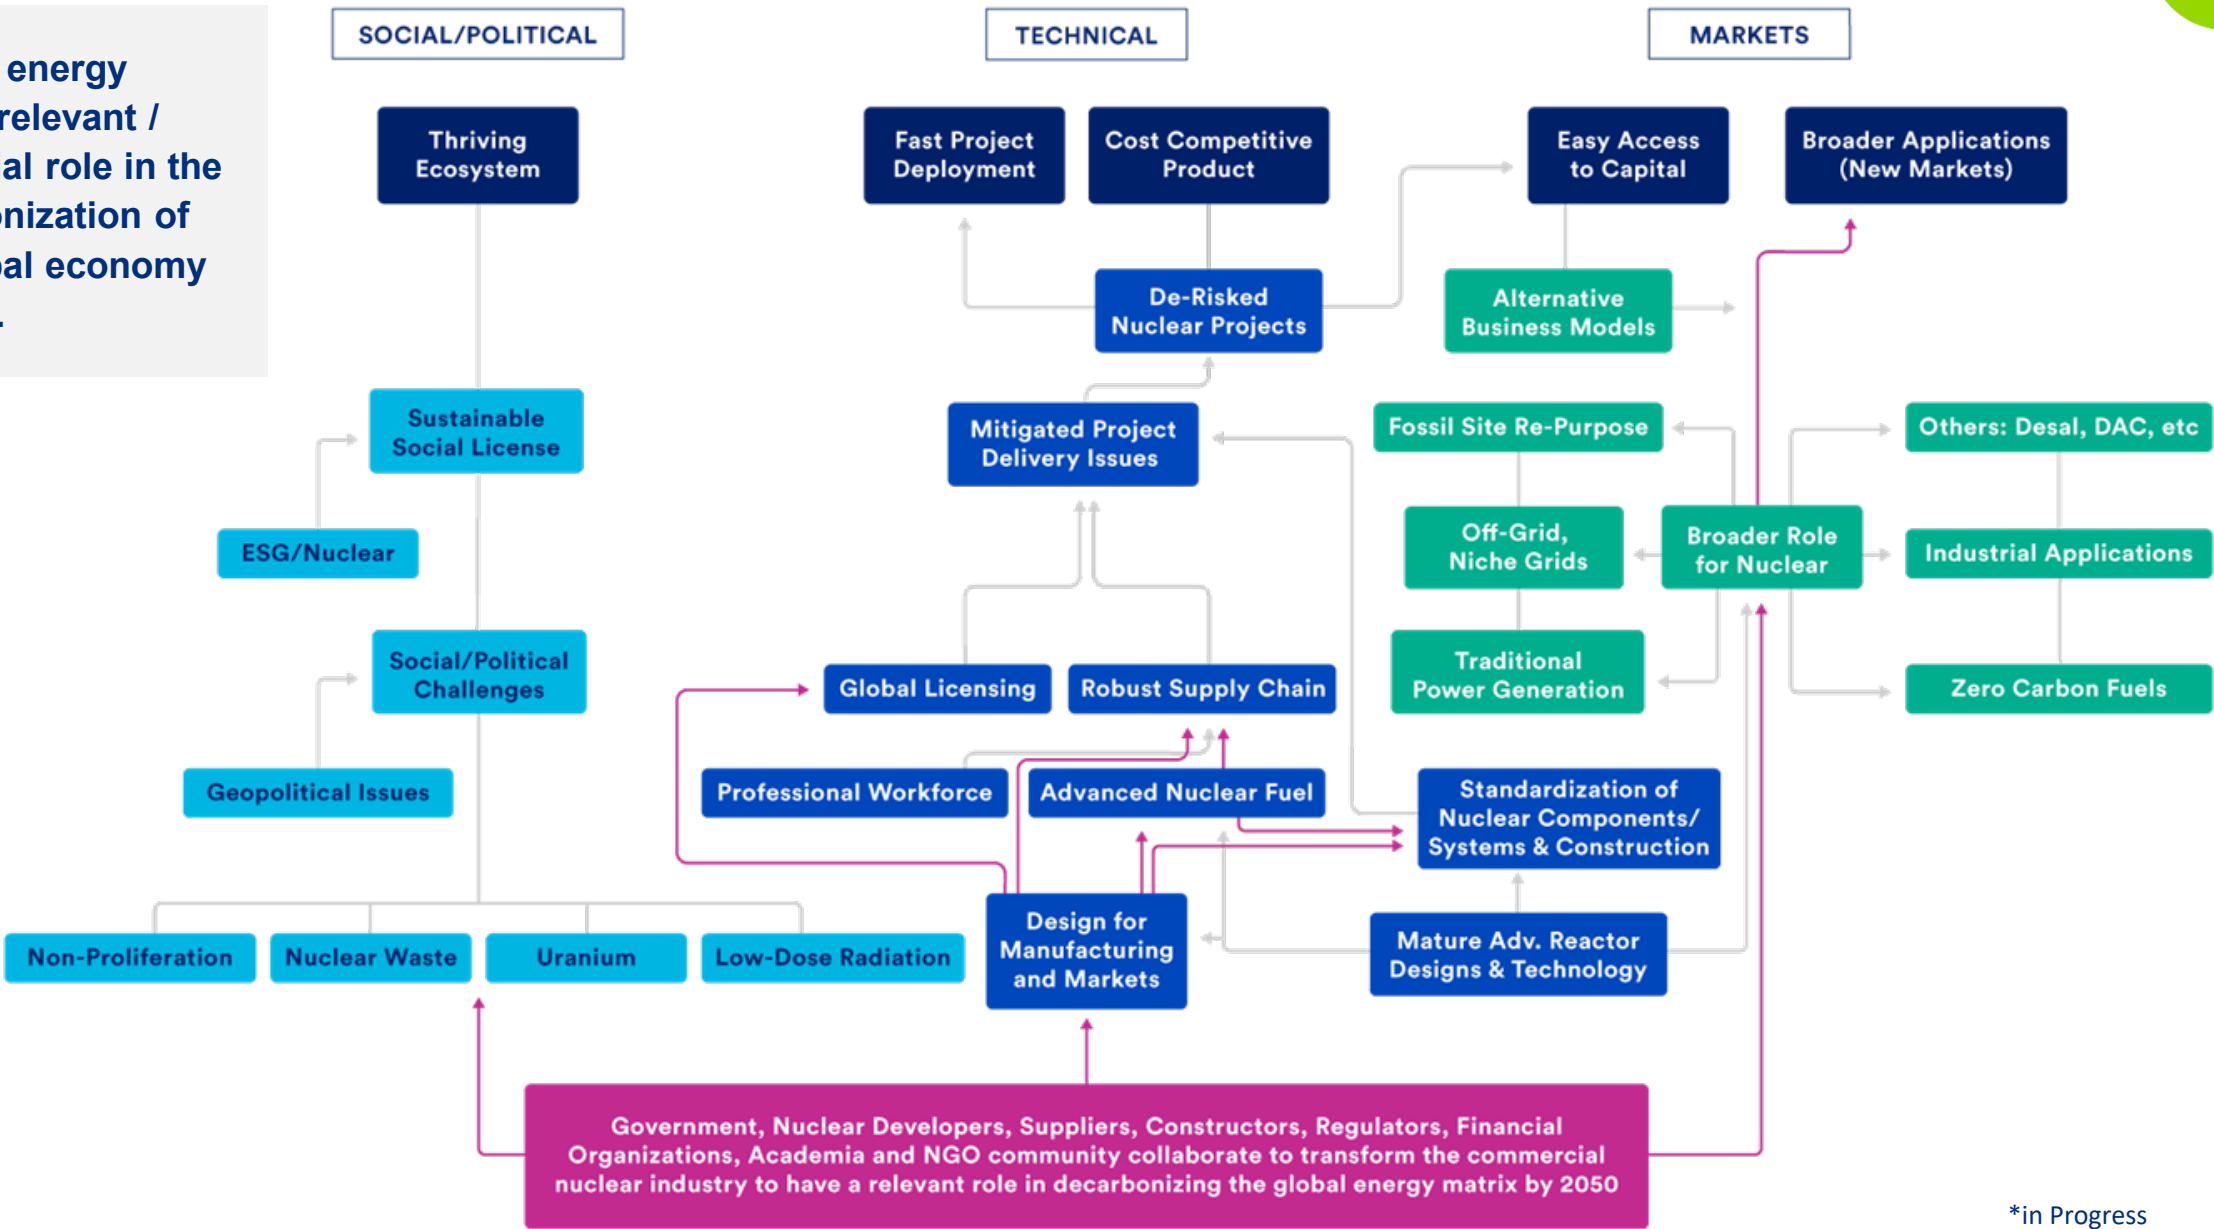 energy
relevant /
role in the
of
economy
SOCIAL/POLITICAL
TECHNICAL
MARKETS
Thriving
Ecosystem
Fast Project
Deployment
Cost Competitive
Product
Easy Access
to Capital
Broader Applications
(New Markets)
De-Risked
Nuclear Projects
Alternative
Business Models
Sustainable
Social License
Mitigated Project
Delivery Issues
Fossil Site Re-Purpose
Others: Desal, DAC, etc
ESG/Nuclear
Off-Grid,
Niche Grids
Broader Role
for Nuclear
Industrial Applications
Social/Political
Challenges
Global Licensing
Robust Supply Chain
Traditional
Power Generation
Zero Carbon Fuels
Geopolitical Issues
Professional Workforce
Advanced Nuclear Fuel
Standardization of
Nuclear Components/
Systems & Construction
Non-Proliferation
Nuclear Waste
Uranium
Low-Dose Radiation
Design for
Manufacturing
and Markets
Mature Adv. Reactor
Designs & Technology
Government, Nuclear Developers, Suppliers, Constructors, Regulators, Financial
Organizations, Academia and NGO community collaborate to transform the commercial
nuclear industry to have a relevant role in decarbonizing the global energy matrix by 2050
*in Progress